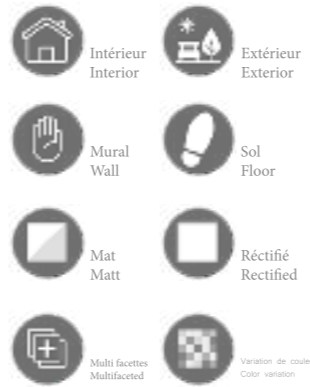 Intérieur
Interior
Extérieur
Exterior
Mural
Wall
Sol
Floor
Mat
Matt
Réctifié
Rectified
Multi facettes
Multifaceted
Variation de coule
Color variation